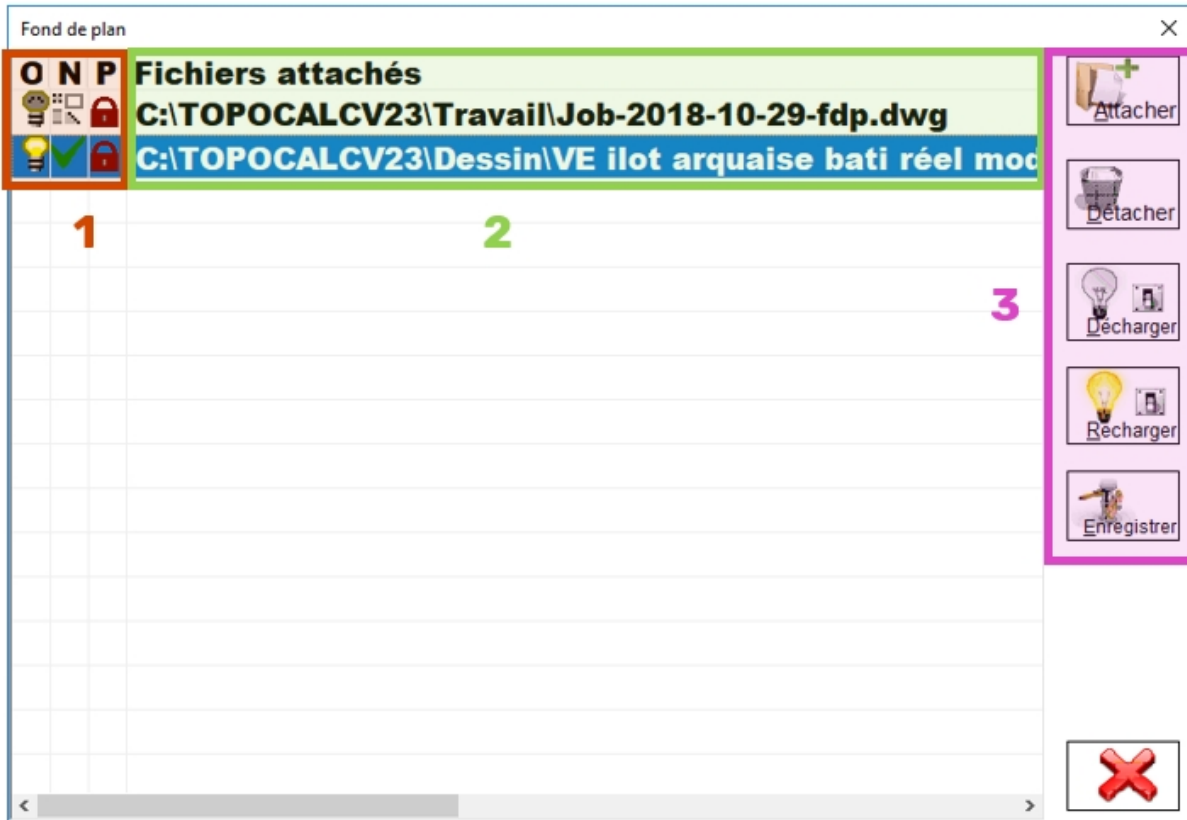 Fond de plan
O N P Fichiers attachés
C:\TOPOCALCV23\Travail\Job-2018-10-29-fdp.dwg
C:\TOPOCALCV23\Dessin\VE ilot arquaise bati réel mod
1
2
3
Attacher
Détacher
Décharger
Recharger
Enregistrer